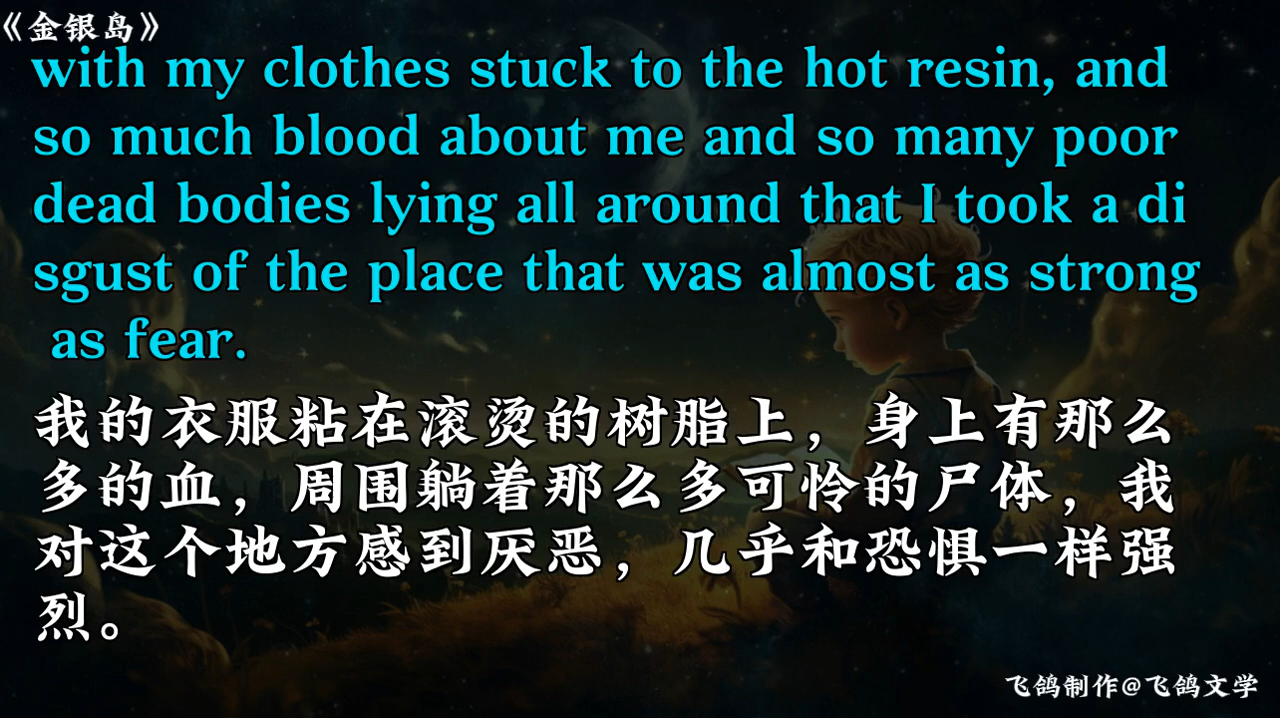 《金银岛》
with my clothes stuck to the hot resin, and
so much blood about me and so many poor
dead bodies lying all around that I took a di
sgust of the place that was almost as strong
as fear.
我的衣服粘在滚烫的树脂上，身上有那么
多的血，周围躺着那么多可怜的尸体，我
对这个地方感到厌恶，几乎和恐惧一样强
烈。
飞鸽制作@飞鸽文学